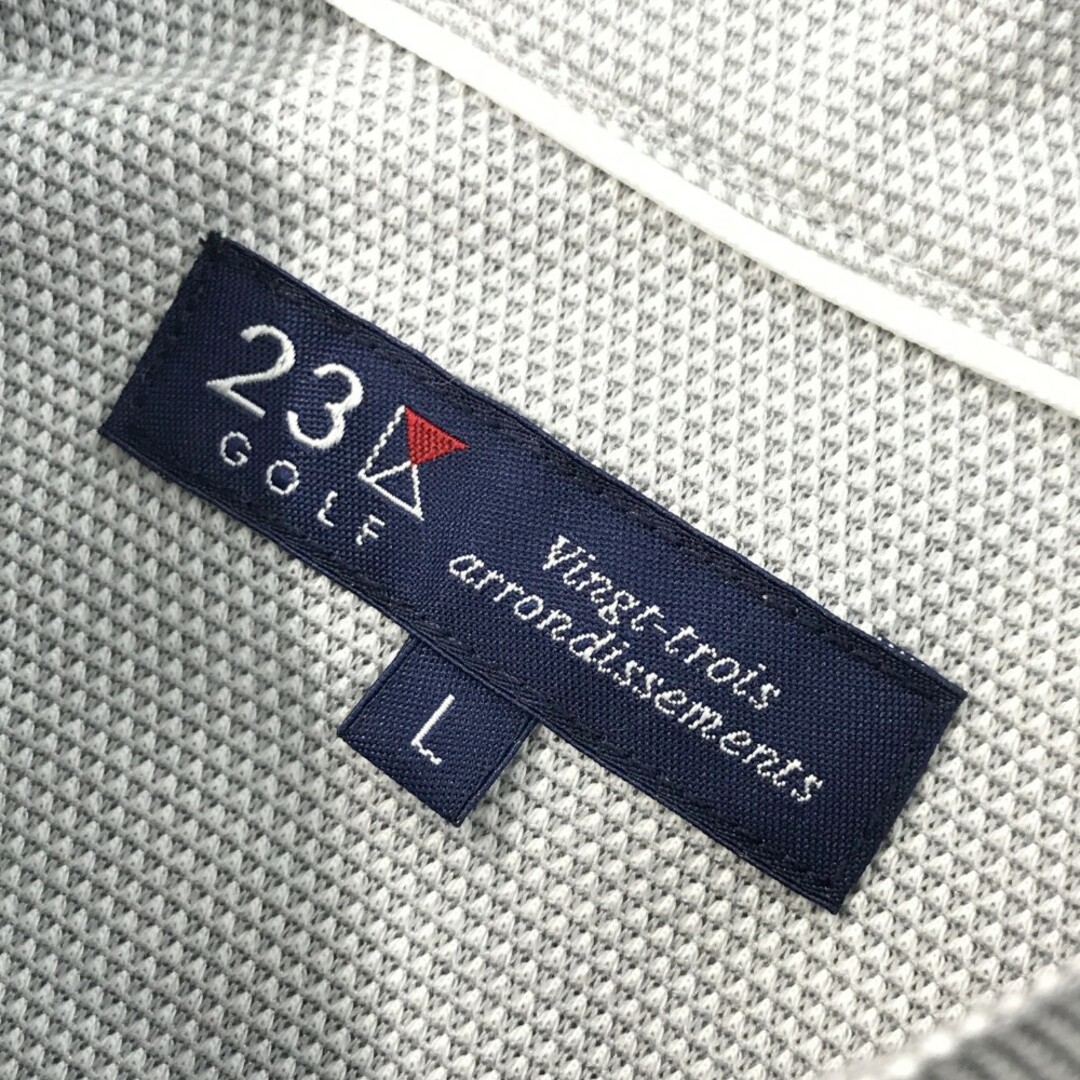 23
GOLF
Vingt-trois
arrondissements
L